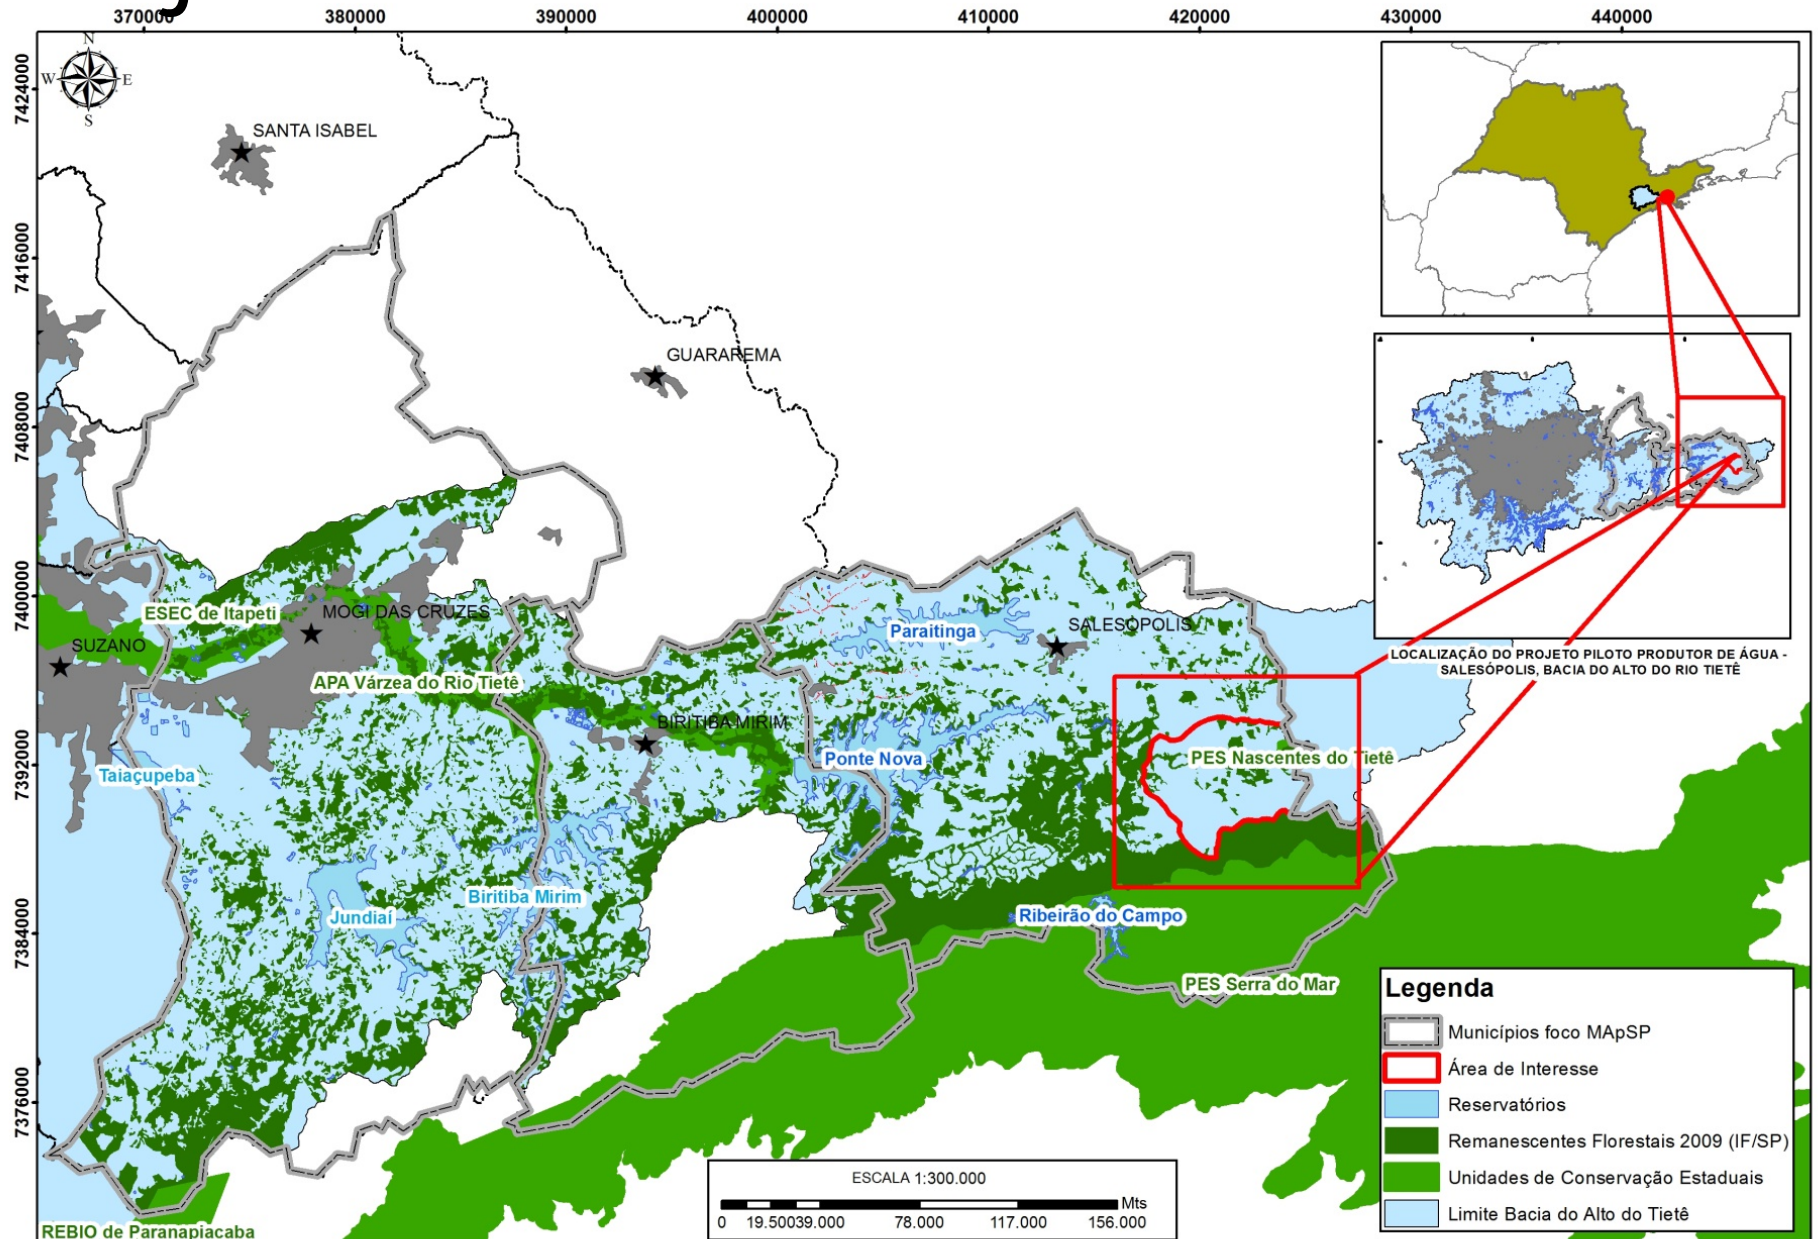 370000 380000 390000 400000 410000 420000 430000 440000
7424000
7416000
7408000
7400000
7392000
7384000
7376000
N
W E
S
SANTA ISABEL
GUARAREMA
ESEC de Itapeti
MOGI DAS CRUZES
SUZANO
APA Várzea do Rio Tietê
BIRITIBA MIRIM
Paraitinga
SALESÓPOLIS
Ponte Nova
PES Nascentes do Tietê
Taiaçupeba
Jundiaí
Biritiba Mirim
Ribeirão do Campo
PES Serra do Mar
REBIO de Paranapiacaba
LOCALIZAÇÃO DO PROJETO PILOTO PRODUTOR DE ÁGUA -
SALESÓPOLIS, BACIA DO ALTO DO RIO TIETÊ
Legenda
Municípios foco MApSP
Área de Interesse
Reservatórios
Remanescentes Florestais 2009 (IF/SP)
Unidades de Conservação Estaduais
Limite Bacia do Alto do Tietê
ESCALA 1:300.000
Mts
0 19.50039.000 78.000 117.000 156.000